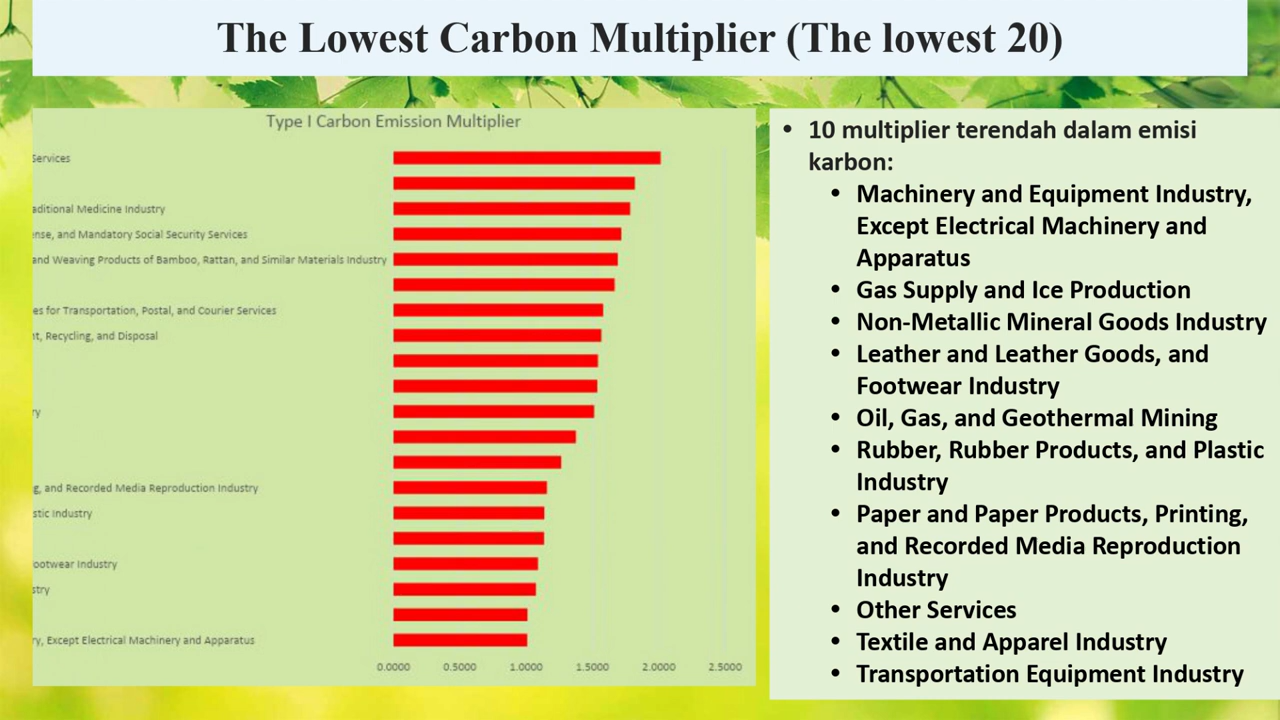 The Lowest Carbon Multiplier (The lowest 20)
Type I Carbon Emission Multiplier
Services
aditional Medicine Industry
ense, and Mandatory Social Security Services
and Weaving Products of Bamboo, Rattan, and Similar Materials Industry
es for Transportation, Postal, and Courier Services
nt, Recycling, and Disposal
ry
g, and Recorded Media Reproduction Industry
stic Industry
ootwear Industry
stry
ry, Except Electrical Machinery and Apparatus
0.0000 0.5000 1.0000 1.5000 2.0000 2.5000
• 10 multiplier terendah dalam emisi
karbon:
• Machinery and Equipment Industry,
Except Electrical Machinery and
Apparatus
• Gas Supply and Ice Production
• Non-Metallic Mineral Goods Industry
• Leather and Leather Goods, and
Footwear Industry
• Oil, Gas, and Geothermal Mining
• Rubber, Rubber Products, and Plastic
Industry
• Paper and Paper Products, Printing,
and Recorded Media Reproduction
Industry
• Other Services
• Textile and Apparel Industry
• Transportation Equipment Industry